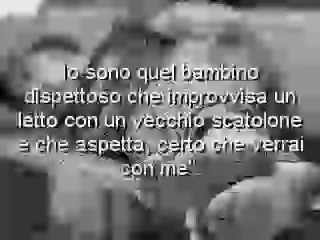 Io sono quel bambino
dispettoso che improvvisa un
letto con un vecchio scatolone
e che aspetta, certo che verrai
con me"